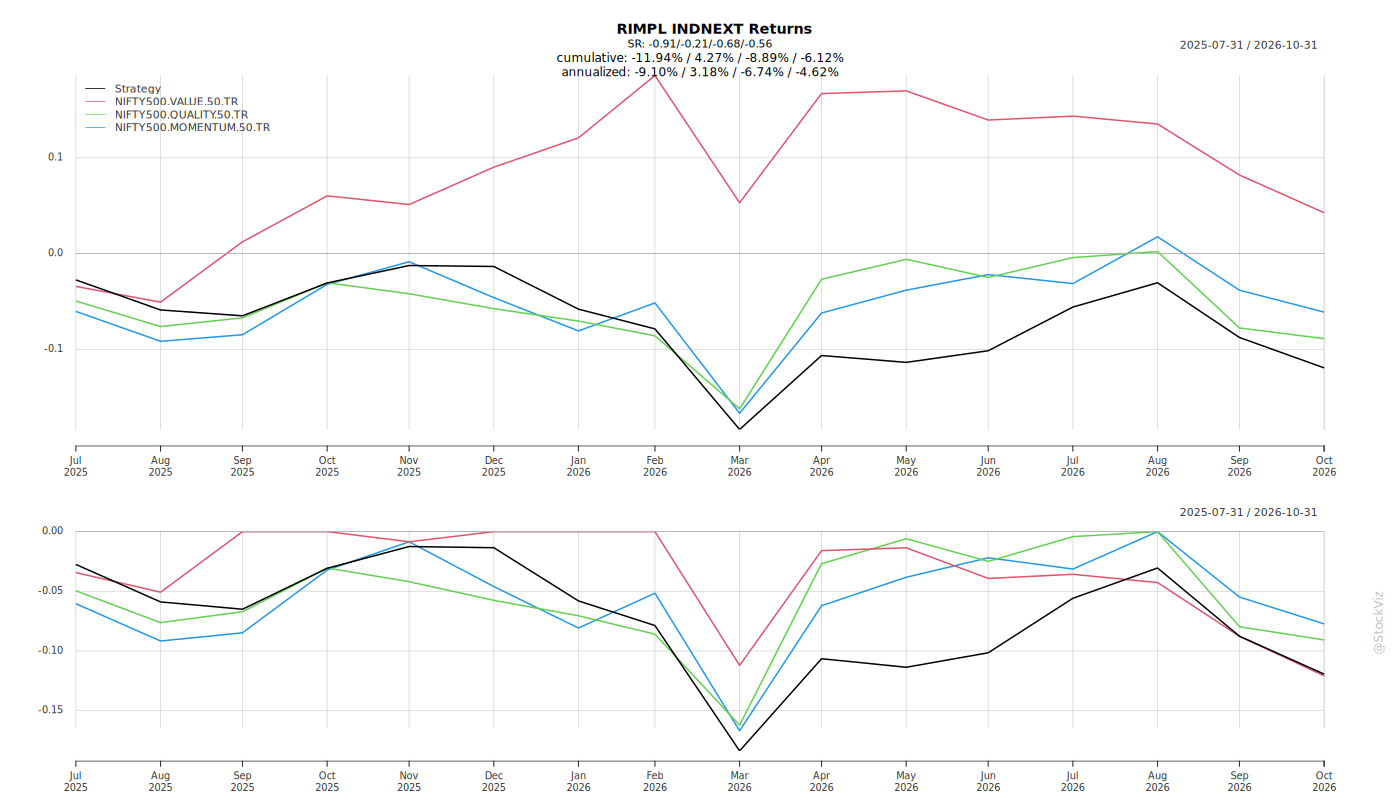 RIMPL INDNEXT Returns
SR: -0.91/-0.21/-0.68/-0.56
cumulative: -11.94% / 4.27% / -8.89% / -6.12%
annualized: -9.10% / 3.18% / -6.74% / -4.62%
2025-07-31 / 2026-10-31
Strategy
NIFTY500.VALUE.50.TR
NIFTY500.QUALITY.50.TR
NIFTY500.MOMENTUM.50.TR
0.1
0.0
-0.1
Jul Aug Sep Oct Nov Dec Jan Feb Mar Apr May Jun Jul Aug Sep Oct
2025 2025 2025 2025 2025 2025 2026 2026 2026 2026 2026 2026 2026 2026 2026 2026
2025-07-31 / 2026-10-31
0.00
-0.05
-0.10
-0.15
Jul Aug Sep Oct Nov Dec Jan Feb Mar Apr May Jun Jul Aug Sep Oct
2025 2025 2025 2025 2025 2025 2026 2026 2026 2026 2026 2026 2026 2026 2026 2026
@StockViz